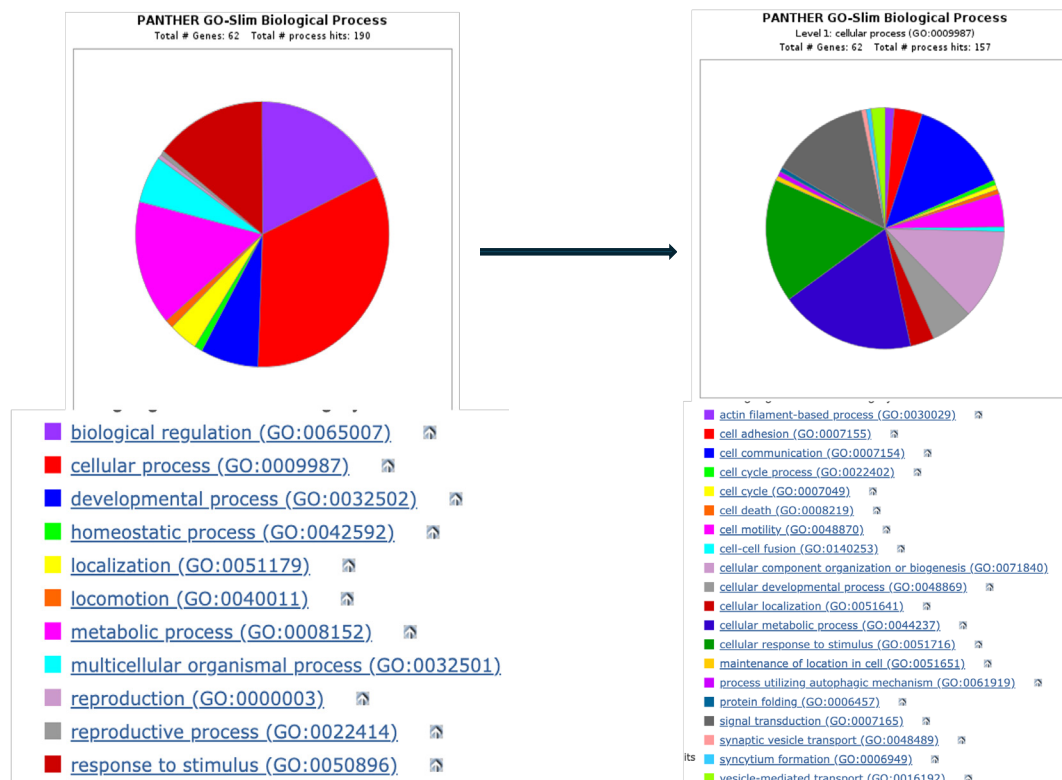 PANTHER GO-Slim Biological Process
Total # Genes: 62 Total # process hits: 190
biological regulation (GO:0065007)
cellular process (GO:0009987)
developmental process (GO:0032502)
homeostatic process (GO:0042592)
localization (GO:0051179)
locomotion (GO:0040011)
metabolic process (GO:0008152)
multicellular organismal process (GO:0032501)
reproduction (GO:0000003)
reproductive process (GO:0022414)
response to stimulus (GO:0050896)
PANTHER GO-Slim Biological Process
Level 1: cellular process (GO:0009987)
Total # Genes: 62 Total # process hits: 157
actin filament-based process (GO:0030029)
cell adhesion (GO:0007155)
cell communication (GO:0007154)
cell cycle process (GO:0022402)
cell cycle (GO:0007049)
cell death (GO:0008219)
cell motility (GO:0048870)
cell-cell fusion (GO:0140253)
cellular component organization or biogenesis (GO:0071840)
cellular developmental process (GO:0048869)
cellular localization (GO:0051641)
cellular metabolic process (GO:0044237)
cellular response to stimulus (GO:0051716)
maintenance of location in cell (GO:0051651)
process utilizing autophagic mechanism (GO:0061919)
protein folding (GO:0006457)
signal transduction (GO:0007165)
synaptic vesicle transport (GO:0048489)
its
syncytium formation (GO:0006949)
vesicle-mediated transport (GO:0016192)